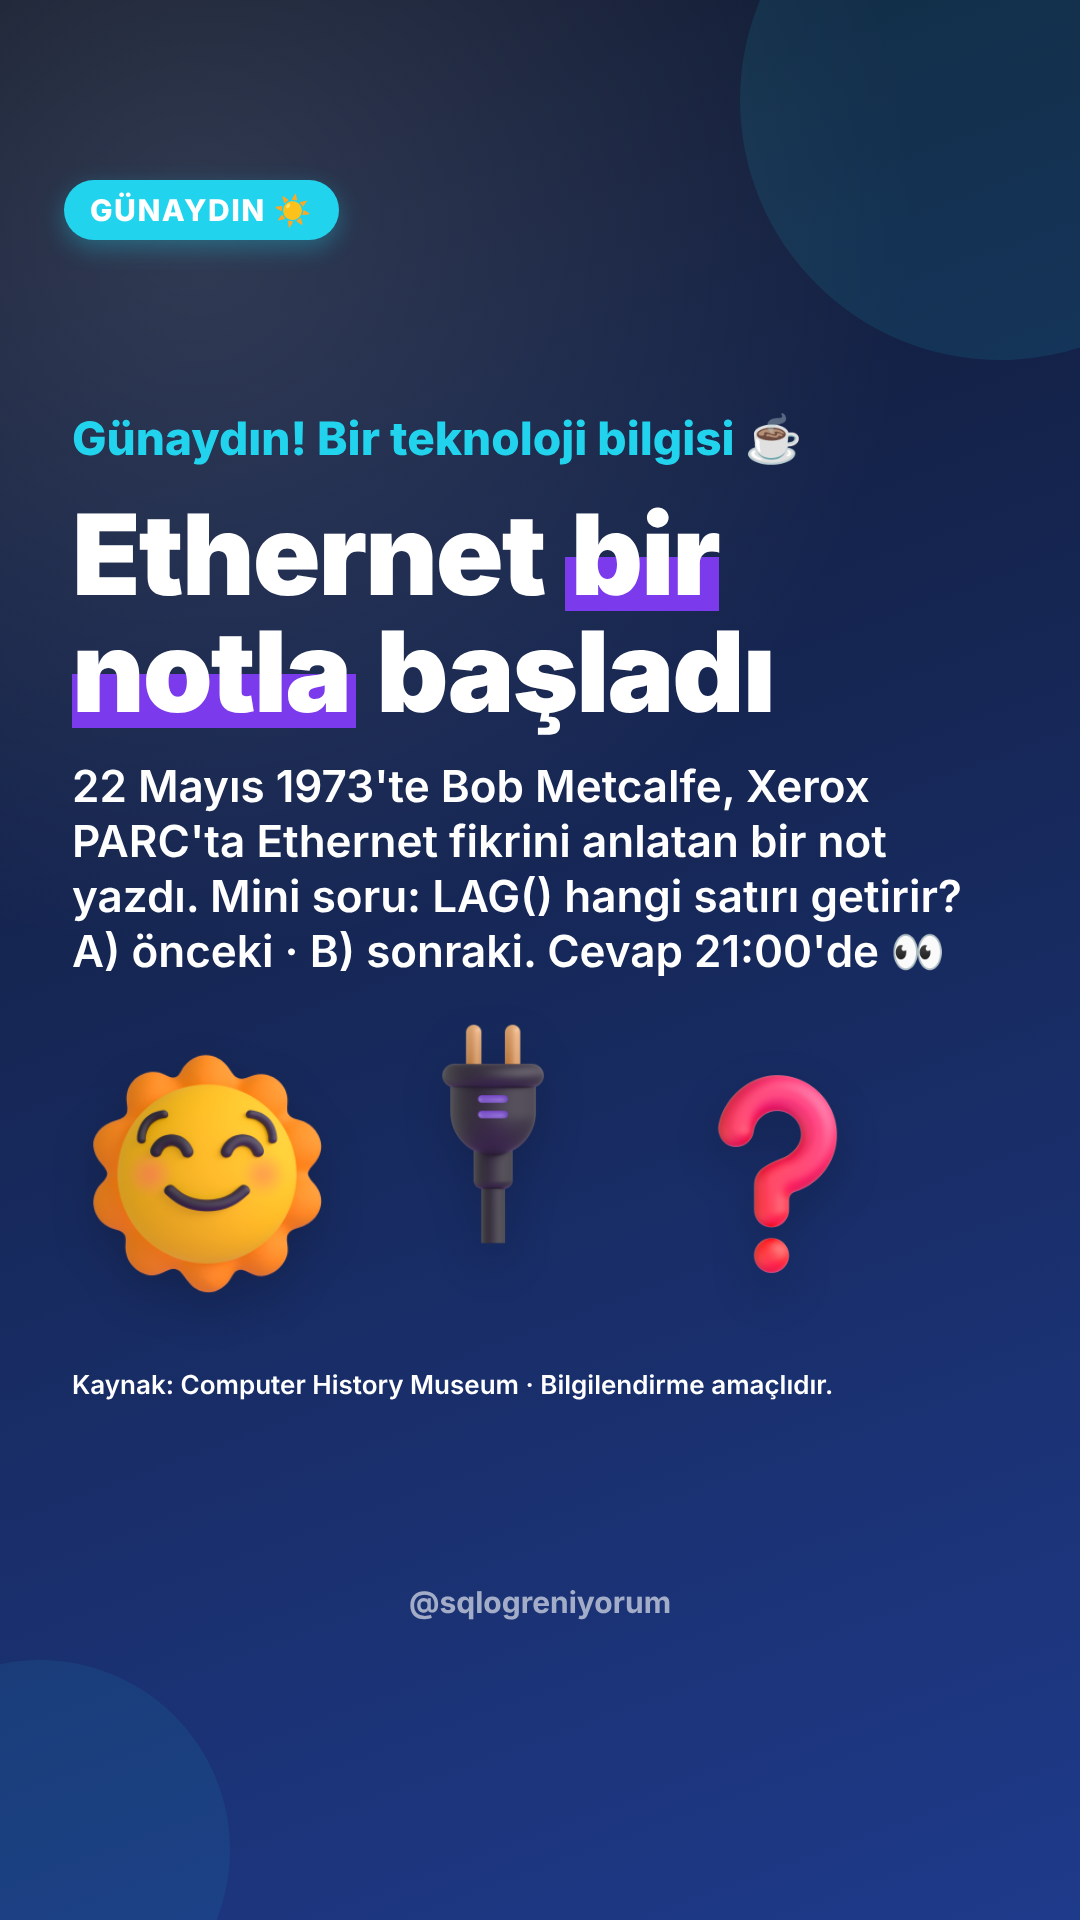 GÜNAYDIN ☀️
Günaydın! Bir teknoloji bilgisi ☕
Ethernet bir
notla başladı
22 Mayıs 1973'te Bob Metcalfe, Xerox
PARC'ta Ethernet fikrini anlatan bir not
yazdı. Mini soru: LAG() hangi satırı getirir?
A) önceki · B) sonraki. Cevap 21:00'de 👀
Kaynak: Computer History Museum · Bilgilendirme amaçlıdır.
@sqlogreniyorum